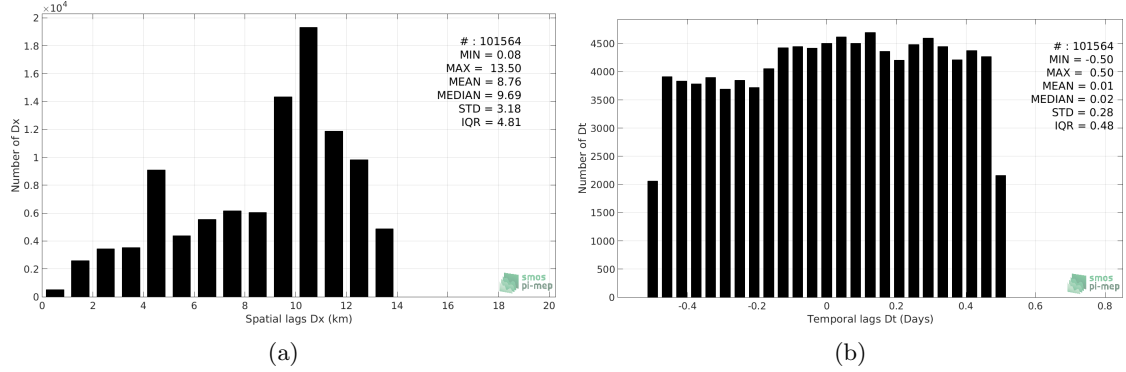 ×10⁴
2
1.8
1.6
1.4
1.2
1
0.8
0.6
0.4
0.2
0
Number of Dx
# : 101564
MIN = 0.08
MAX = 13.50
MEAN = 8.76
MEDIAN = 9.69
STD = 3.18
IQR = 4.81
smos
pi-mep
0 2 4 6 8 10 12 14 16 18 20
Spatial lags Dx (km)
(a)
4500
4000
3500
3000
2500
2000
1500
1000
500
0
Number of Dt
# : 101564
MIN = -0.50
MAX = 0.50
MEAN = 0.01
MEDIAN = 0.02
STD = 0.28
IQR = 0.48
smos
pi-mep
-0.4 -0.2 0 0.2 0.4 0.6 0.8
Temporal lags Dt (Days)
(b)